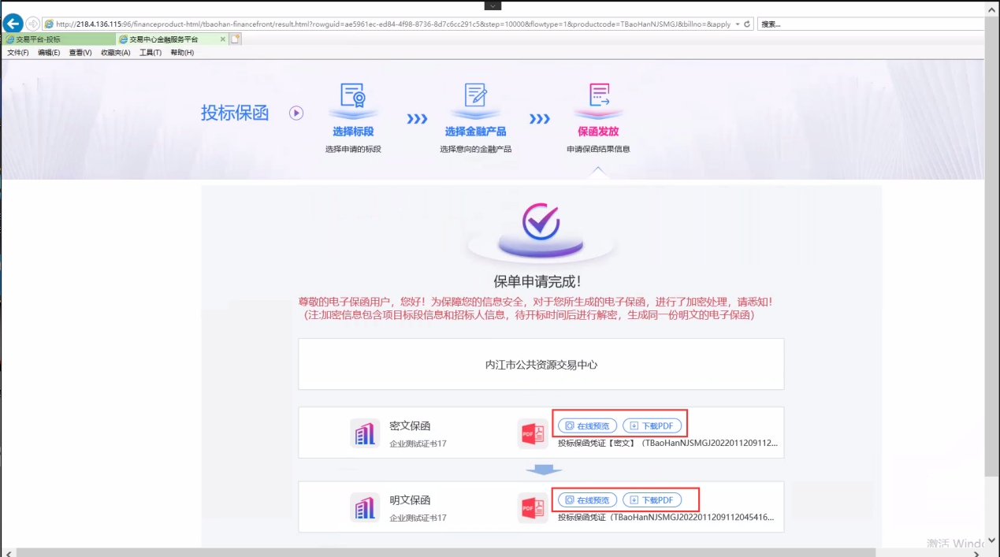 http://218.4.136.115:96/financeproduct-html/tbaohan-financefront/result.html?rowguid=ae5961ec-ed84-4f98-8736-8d7c6cc291c5&step=10000&flowtype=1&productcode=TBaoHanNJSMGJ&billno=&apply
搜索...
交易平台-投标
交易中心金融服务平台
文件(F) 编辑(E) 查看(V) 收藏夹(A) 工具(T) 帮助(H)
投标保函
选择标段
选择申请的标段
选择金融产品
选择意向的金融产品
保函发放
申请保函结果信息
保单申请完成！
尊敬的电子保函用户，您好！为保障您的信息安全，对于您所生成的电子保函，进行了加密处理，请悉知！
（注:加密信息包含项目标段信息和招标人信息，待开标时间后进行解密，生成同一份明文的电子保函）
内江市公共资源交易中心
密文保函
企业测试证书17
PDF
在线预览 下载PDF
投标保函凭证【密文】（TBaoHanNJSMGJ2022011209112...
明文保函
企业测试证书17
PDF
在线预览 下载PDF
投标保函凭证（TBaoHanNJSMGJ2022011209112045416...
激活 Windo